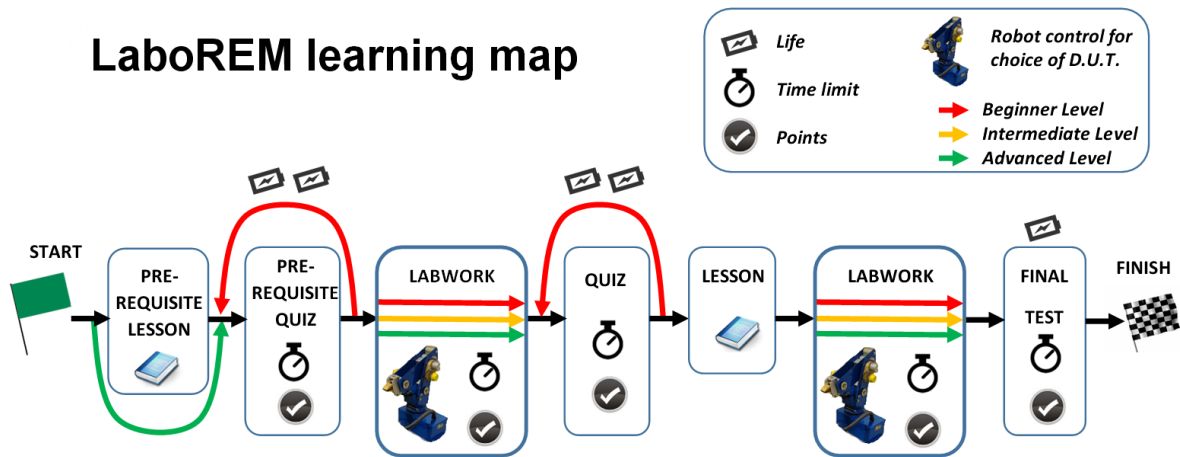 LaboREM learning map
Life
Time limit
Points
Robot control for
choice of D.U.T.
Beginner Level
Intermediate Level
Advanced Level
START
PRE-
REQUISITE
LESSON
PRE-
REQUISITE
QUIZ
LABWORK
QUIZ
LESSON
LABWORK
FINAL
TEST
FINISH